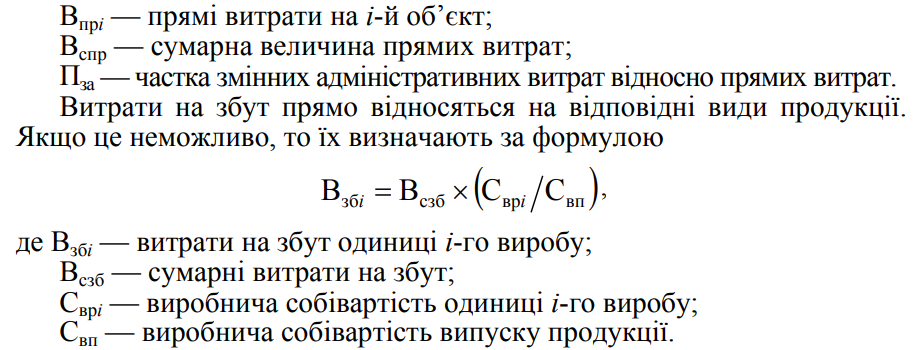 Впрі — прямі витрати на і-й об’єкт;
Вспр — сумарна величина прямих витрат;
Пза — частка змінних адміністративних витрат відносно прямих витрат.
Витрати на збут прямо відносяться на відповідні види продукції.
Якщо це неможливо, то їх визначають за формулою
Взбі = Всзб × (Сврі/Свп),
де Взбі — витрати на збут одиниці і-го виробу;
Всзб — сумарні витрати на збут;
Сврі — виробнича собівартість одиниці і-го виробу;
Свп — виробнича собівартість випуску продукції.